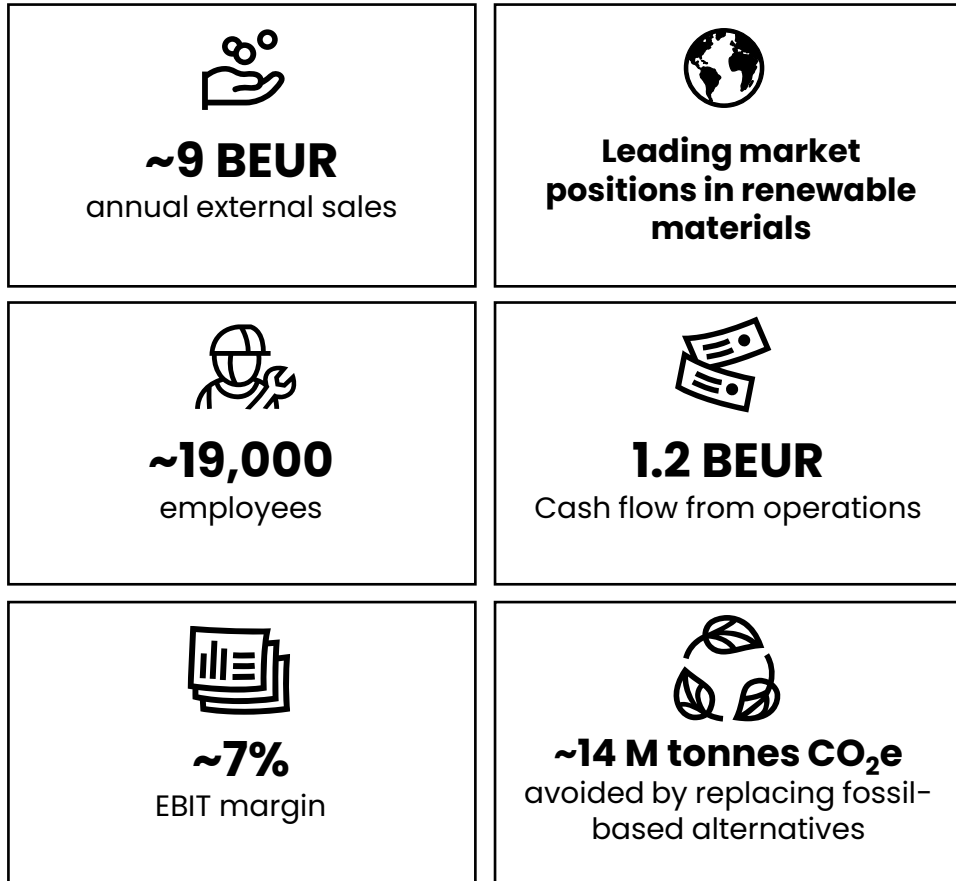 ~9 BEUR
annual external sales
Leading market
positions in renewable
materials
~19,000
employees
1.2 BEUR
Cash flow from operations
~7%
EBIT margin
~14 M tonnes CO₂e
avoided by replacing fossil-
based alternatives